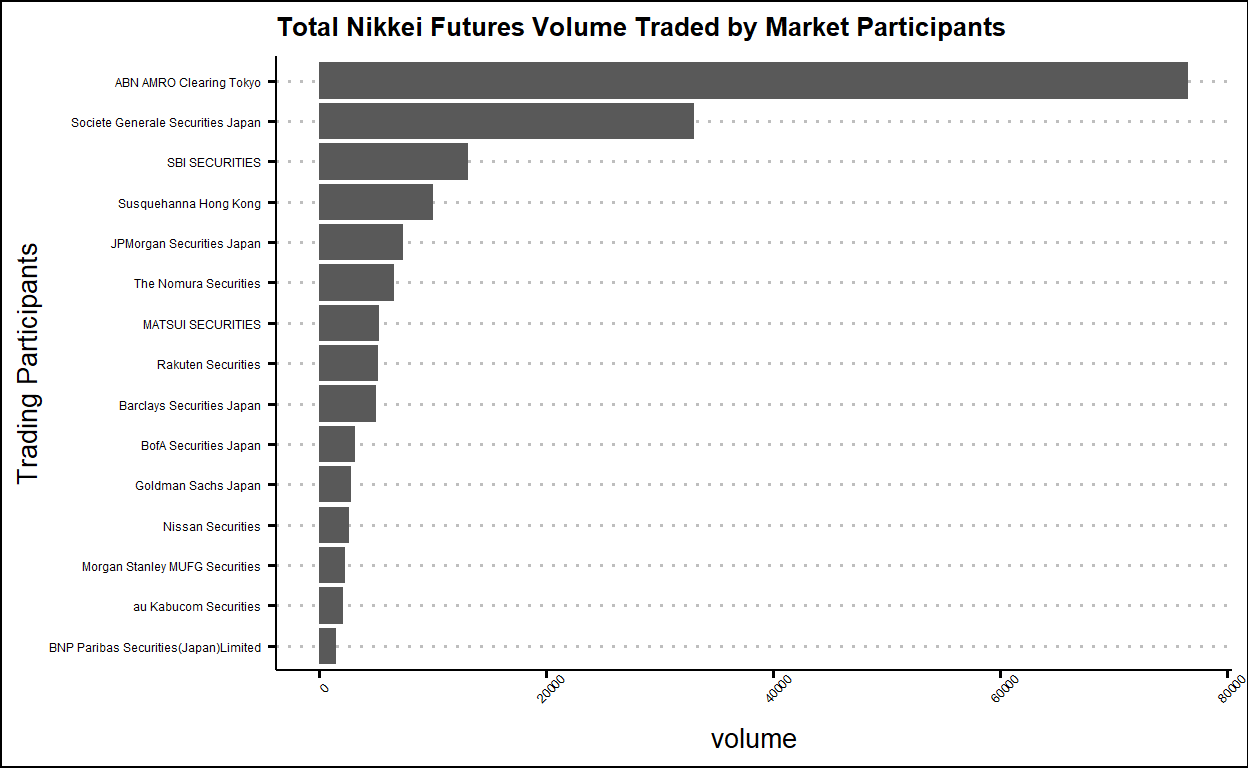 Total Nikkei Futures Volume Traded by Market Participants
Trading Participants
ABN AMRO Clearing Tokyo
Societe Generale Securities Japan
SBI SECURITIES
Susquehanna Hong Kong
JPMorgan Securities Japan
The Nomura Securities
MATSUI SECURITIES
Rakuten Securities
Barclays Securities Japan
BofA Securities Japan
Goldman Sachs Japan
Nissan Securities
Morgan Stanley MUFG Securities
au Kabucom Securities
BNP Paribas Securities(Japan)Limited
0
20000
40000
60000
80000
volume